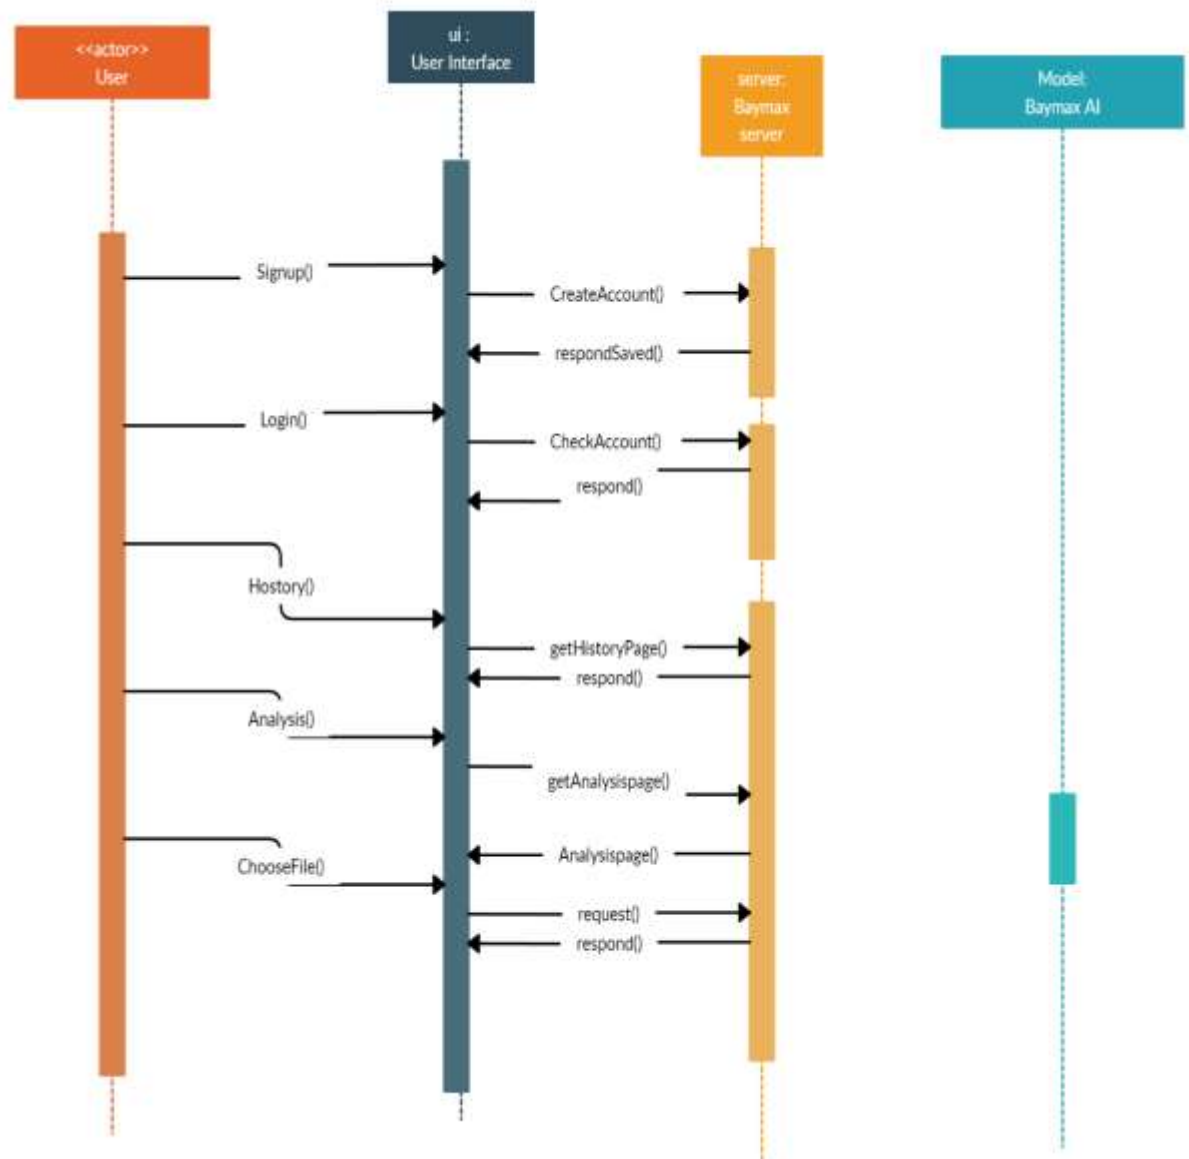 <<actor>>
User
ui :
User Interface
server:
Baymax
server
Model:
Baymax AI
Signup()
CreateAccount()
respondSaved()
Login()
CheckAccount()
respond()
Hostory()
getHistoryPage()
respond()
Analysis()
getAnalysispage()
Analysispage()
ChooseFile()
request()
respond()